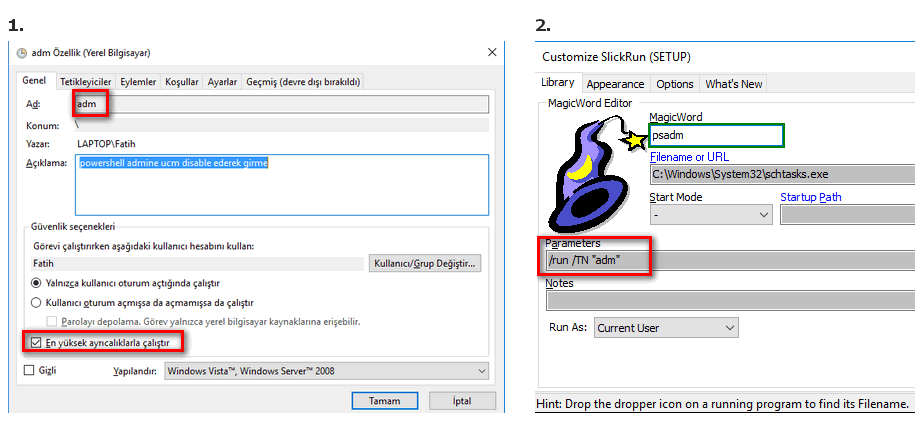 1.
adm Özellik (Yerel Bilgisayar)
Genel Tetikleyiciler Eylemler Koşullar Ayarlar Geçmiş (devre dışı bırakıldı)
Ad: adm
Konum: \
Yazar: LAPTOP\Fatih
Açıklama: powershell admine ucm disable ederek girme
Güvenlik seçenekleri
Görevi çalıştırırken aşağıdaki kullanıcı hesabını kullan:
Fatih Kullanıcı/Grup Değiştir...
Yalnızca kullanıcı oturum açtığında çalıştır
Kullanıcı oturum açmışsa da açmamışsa da çalıştır
Parolayı depolama. Görev yalnızca yerel bilgisayar kaynaklarına erişebilir.
En yüksek ayrıcalıklarla çalıştır
Gizli Yapılandır: Windows Vista™, Windows Server™ 2008
Tamam İptal
2.
Customize SlickRun (SETUP)
Library Appearance Options What's New
MagicWord Editor
MagicWord
psadm
Filename or URL
C:\Windows\System32\schtasks.exe
Start Mode Startup Path
-
Parameters
/run /TN "adm"
Notes
Run As: Current User
Hint: Drop the dropper icon on a running program to find its Filename.